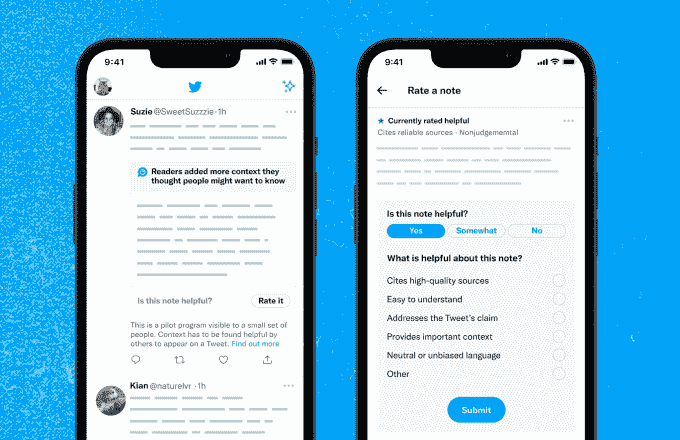 9:41
Suzie @SweetSuzzzie · 1h
Readers added more context they
thought people might want to know
Is this note helpful?
Rate it
This is a pilot program visible to a small set of
people. Context has to be found helpful by
others to appear on a Tweet. Find out more
Kian @naturelvr · 1h
9:41
Rate a note
Currently rated helpful
Cites reliable sources · Nonjudgememtal
Is this note helpful?
Yes
Somewhat
No
What is helpful about this note?
Cites high-quality sources
Easy to understand
Addresses the Tweet's claim
Provides important context
Neutral or unbiased language
Other
Submit